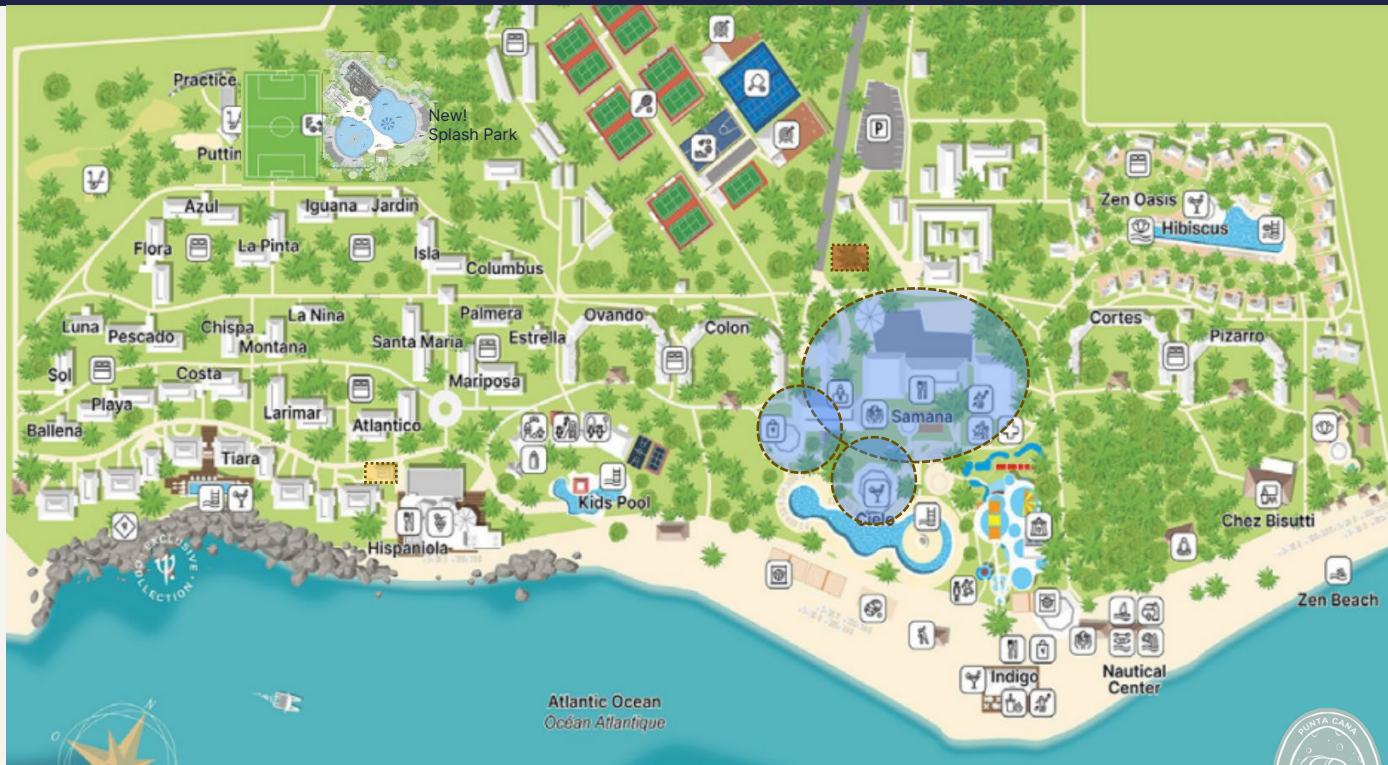 Practice
New!
Splash Park
Puttin
P
Azul
Iguana
Jardin
Flora
La Pinta
Isla
Columbus
Zen Oasis
Hibiscus
Luna
Pescado
Chispa
Montana
La Nina
Santa Maria
Palmera
Estrella
Ovando
Colon
Cortes
Pizarro
Sol
Costa
Mariposa
Playa
Larimar
Atlantico
Samana
Ballena
Tiara
Kids Pool
Cielo
Chez Bisutti
Hispaniola
EXCLUSIVE
COLLECTION
Zen Beach
Indigo
Nautical
Center
Atlantic Ocean
Océan Atlantique
N
O
PUNTA CANA